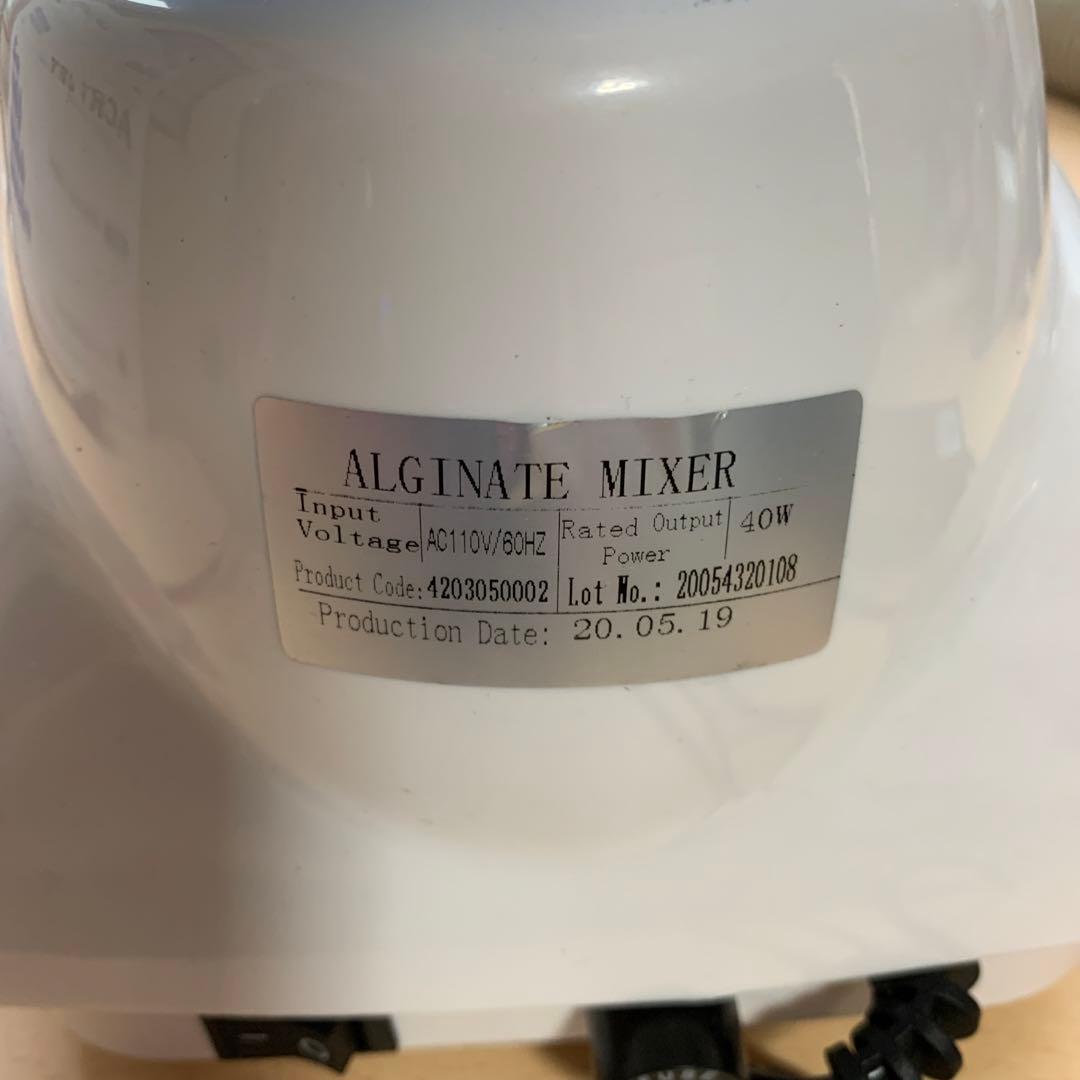 ALGINATE MIXER
Input Voltage AC110V/60HZ Rated Output Power 40W
Product Code: 4203050002 Lot No.: 20054320108
Production Date: 20.05.19
FUSE